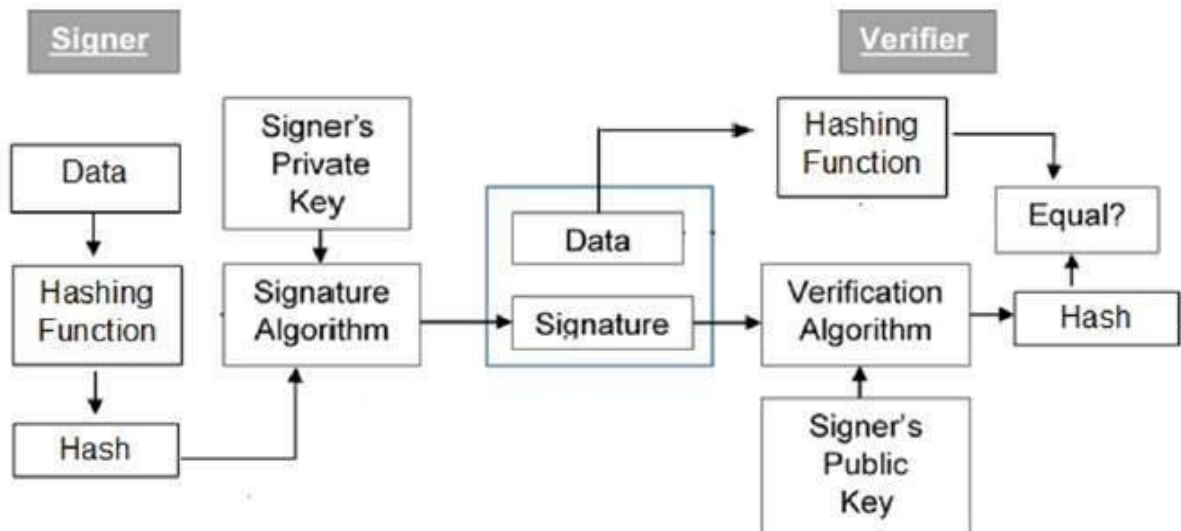 Signer
Verifier
Data
Hashing
Function
Hash
Signer's
Private
Key
Signature
Algorithm
Data
Signature
Hashing
Function
Verification
Algorithm
Signer's
Public
Key
Equal?
Hash